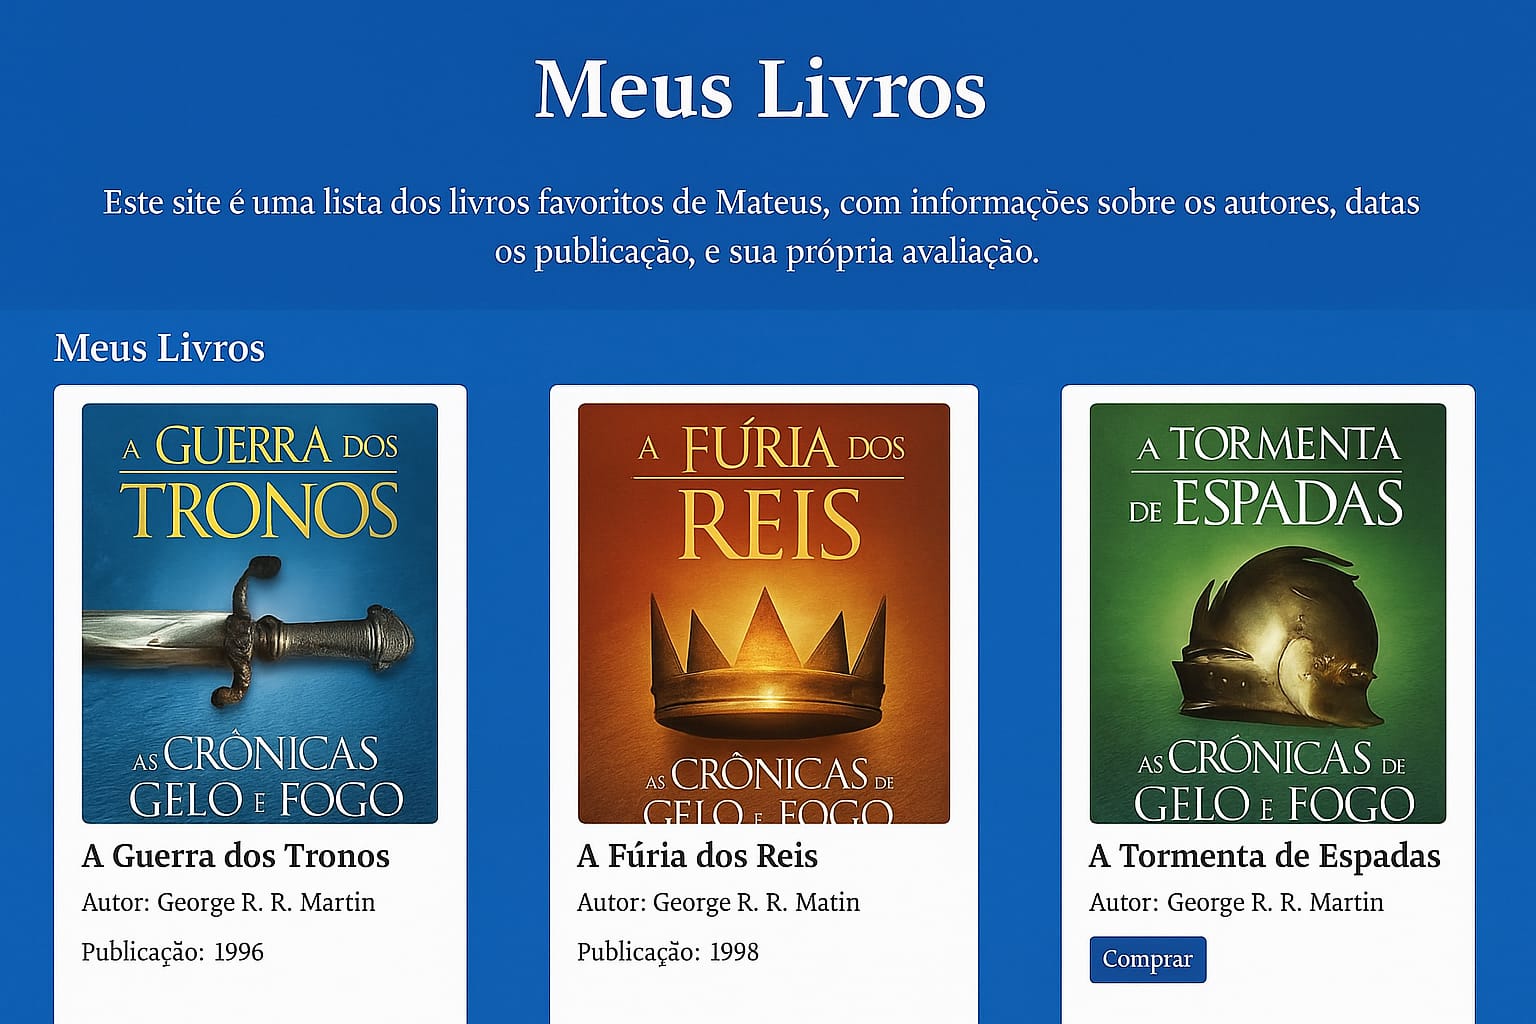 Meus Livros
Este site é uma lista dos livros favoritos de Mateus, com informações sobre os autores, datas
os publicação, e sua própria avaliação.
Meus Livros
A GUERRA DOS
TRONOS
AS CRÔNICAS
GELO E FOGO
A Guerra dos Tronos
Autor: George R. R. Martin
Publicação: 1996
A FÚRIA DOS
REIS
AS CRÔNICAS DE
GELO E FOGO
A Fúria dos Reis
Autor: George R. R. Matin
Publicação: 1998
A TORMENTA
DE ESPADAS
AS CRÓNICAS DE
GELO E FOGO
A Tormenta de Espadas
Autor: George R. R. Martin
Comprar